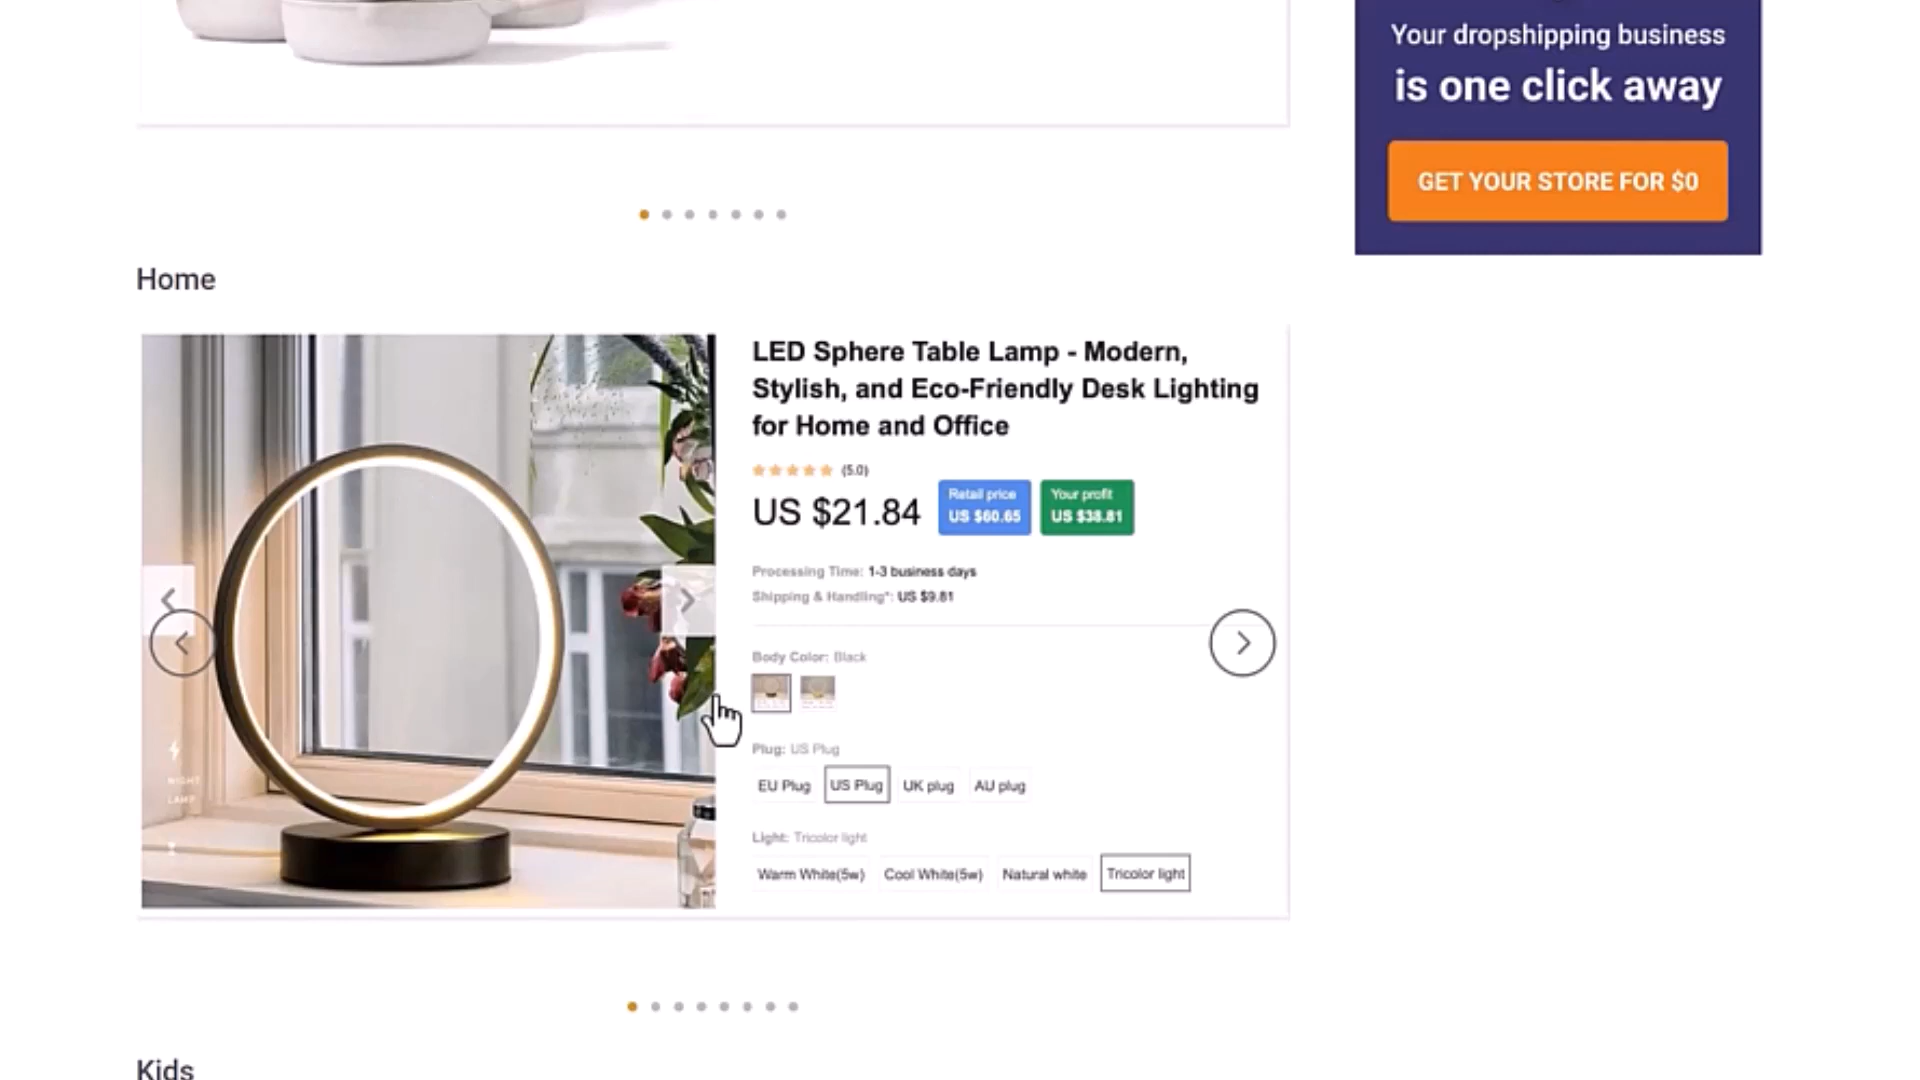 Your dropshipping business
is one click away
GET YOUR STORE FOR $0
Home
LED Sphere Table Lamp - Modern,
Stylish, and Eco-Friendly Desk Lighting
for Home and Office
(5.0)
US $21.84
Retail price
US $60.65
Your profit
US $38.81
Processing Time: 1-3 business days
Shipping & Handling*: US $9.81
Body Color: Black
NIGHT
LAMP
Plug: US Plug
EU Plug US Plug UK plug AU plug
Light: Tricolor light
Warm White(5w) Cool White(5w) Natural white Tricolor light
Kids